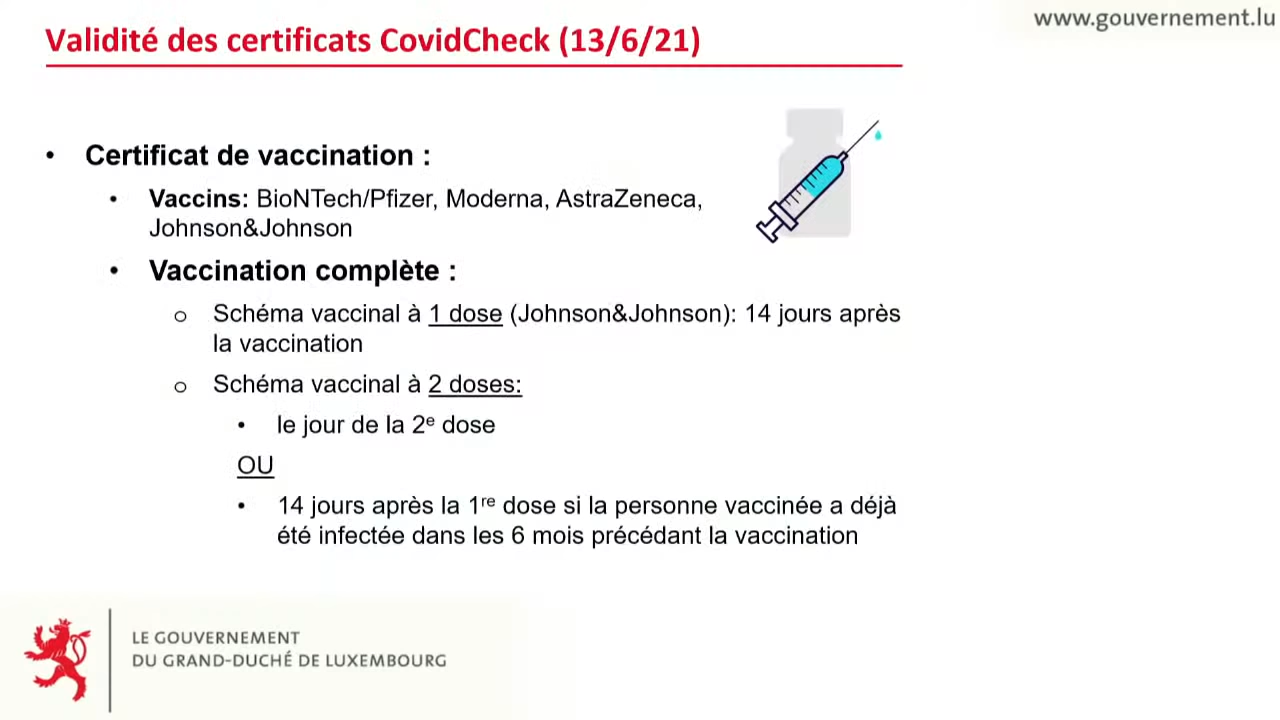 www.gouvernement.lu
Validité des certificats CovidCheck (13/6/21)
• Certificat de vaccination :
• Vaccins: BioNTech/Pfizer, Moderna, AstraZeneca,
Johnson&Johnson
• Vaccination complète :
o Schéma vaccinal à 1 dose (Johnson&Johnson): 14 jours après
la vaccination
o Schéma vaccinal à 2 doses:
• le jour de la 2e dose
OU
• 14 jours après la 1re dose si la personne vaccinée a déjà
été infectée dans les 6 mois précédant la vaccination
LE GOUVERNEMENT
DU GRAND-DUCHÉ DE LUXEMBOURG